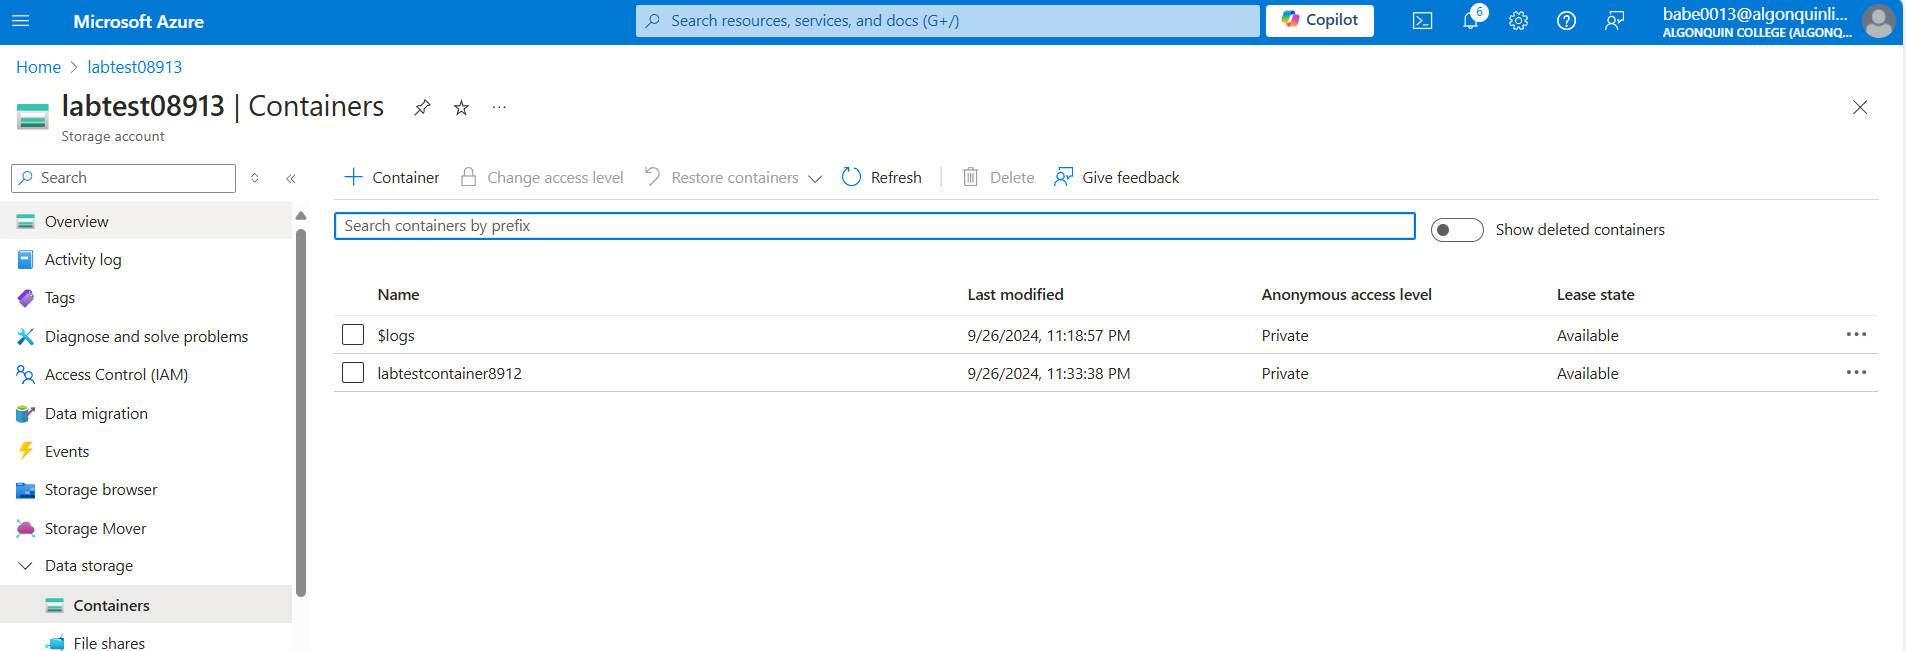 Microsoft Azure
Search resources, services, and docs (G+/)
Copilot
6
babe0013@algonquinli...
ALGONQUIN COLLEGE (ALGONQ...
Home > labtest08913
labtest08913 | Containers
Storage account
Search
Container
Change access level
Restore containers
Refresh
Delete
Give feedback
Search containers by prefix
Show deleted containers
Overview
Activity log
Tags
Diagnose and solve problems
Access Control (IAM)
Data migration
Events
Storage browser
Storage Mover
Data storage
Containers
File shares
Name Last modified Anonymous access level Lease state
$logs 9/26/2024, 11:18:57 PM Private Available
labtestcontainer8912 9/26/2024, 11:33:38 PM Private Available